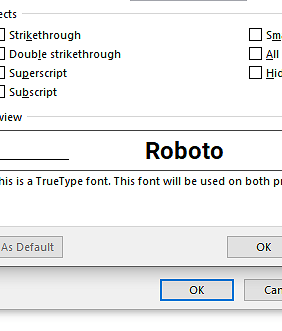 ects
Strikethrough
Double strikethrough
Superscript
Subscript
Sm
All
Hid
view
Roboto
his is a TrueType font. This font will be used on both pr
As Default
OK
OK
Can